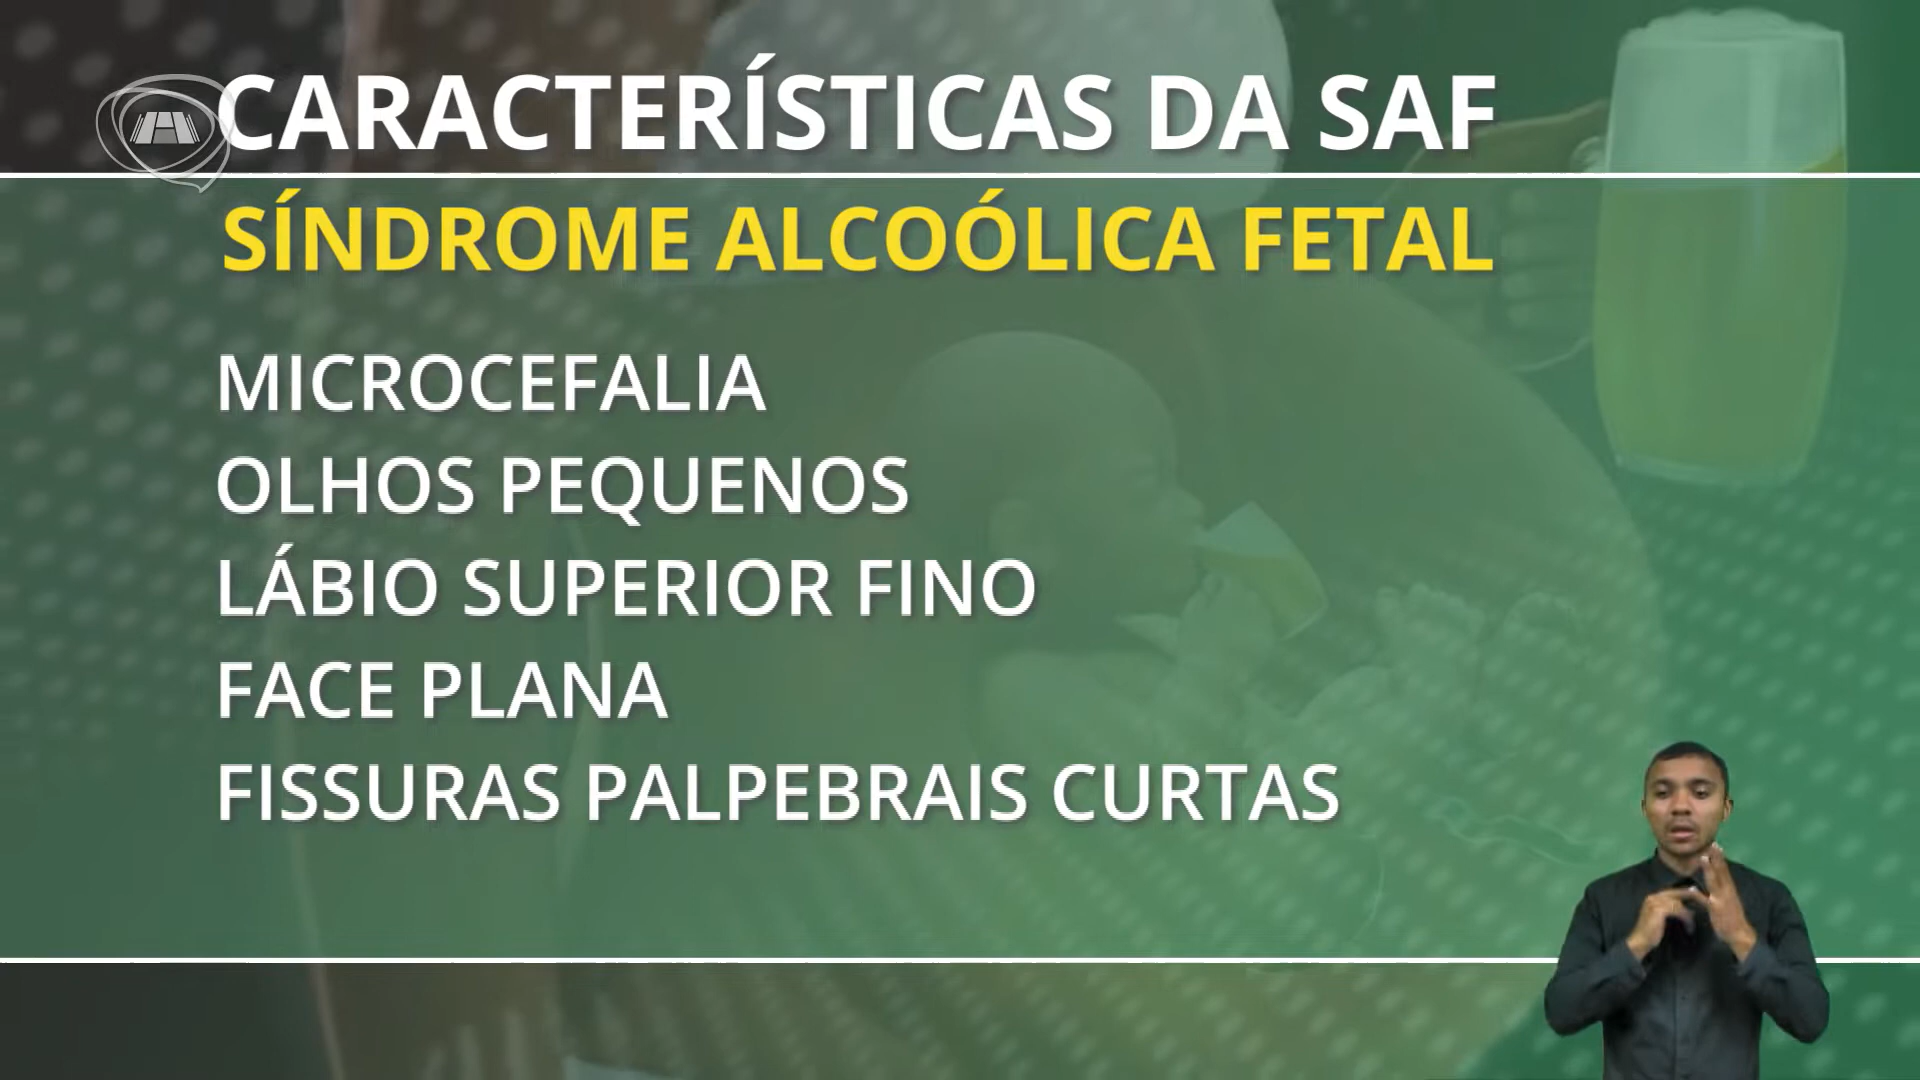 CARACTERÍSTICAS DA SAF
SÍNDROME ALCOÓLICA FETAL
MICROCEFALIA
OLHOS PEQUENOS
LÁBIO SUPERIOR FINO
FACE PLANA
FISSURAS PALPEBRAIS CURTAS